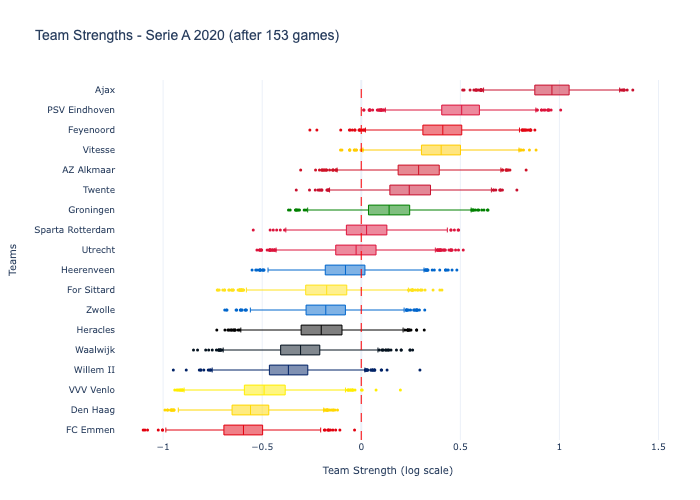 Team Strengths - Serie A 2020 (after 153 games)
Ajax
PSV Eindhoven
Feyenoord
Vitesse
AZ Alkmaar
Twente
Groningen
Sparta Rotterdam
Utrecht
Heerenveen
For Sittard
Zwolle
Heracles
Waalwijk
Willem II
VVV Venlo
Den Haag
FC Emmen
Teams
−1 −0.5 0 0.5 1 1.5
Team Strength (log scale)